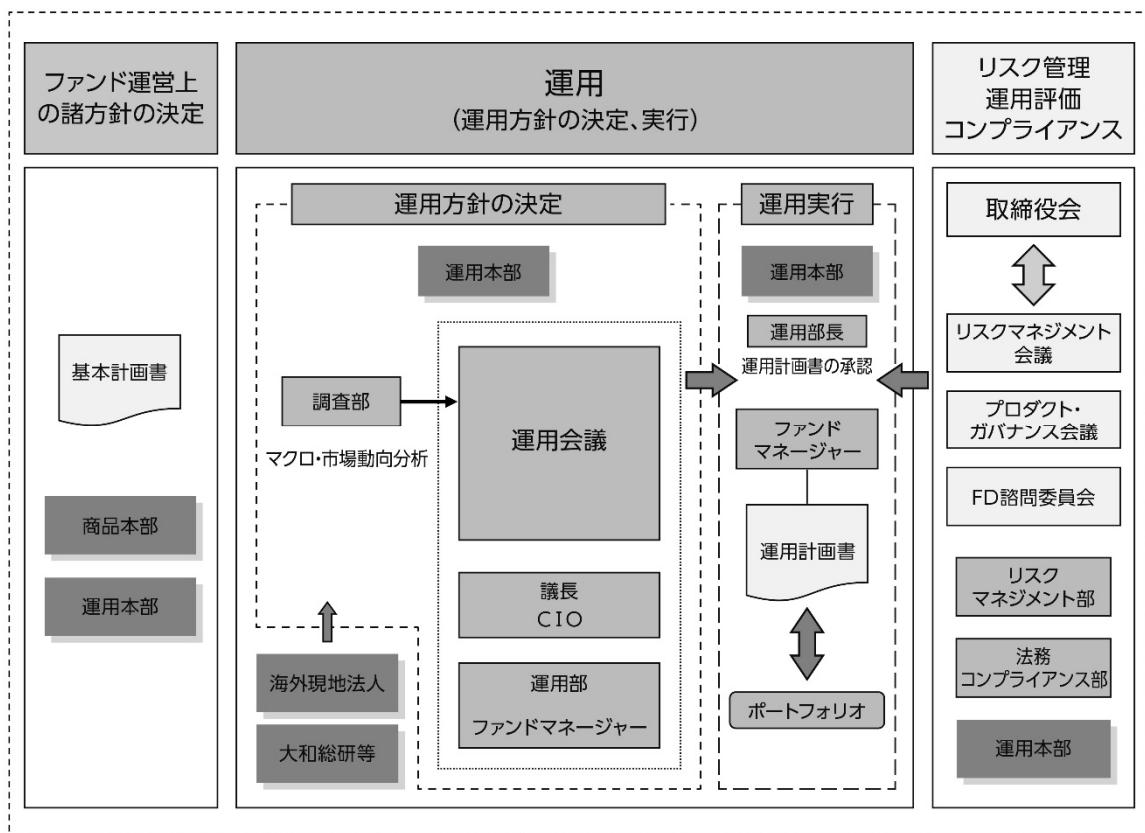 ファンド運営上
の諸方針の決定
基本計画書
商品本部
運用本部
運用
(運用方針の決定、実行)
運用方針の決定
運用本部
調査部
マクロ・市場動向分析
運用会議
議長
CIO
運用部
ファンドマネージャー
海外現地法人
大和総研等
運用実行
運用本部
運用部長
運用計画書の承認
ファンド
マネージャー
運用計画書
ポートフォリオ
リスク管理
運用評価
コンプライアンス
取締役会
リスクマネジメント
会議
プロダクト・
ガバナンス会議
FD諮問委員会
リスク
マネジメント部
法務
コンプライアンス部
運用本部